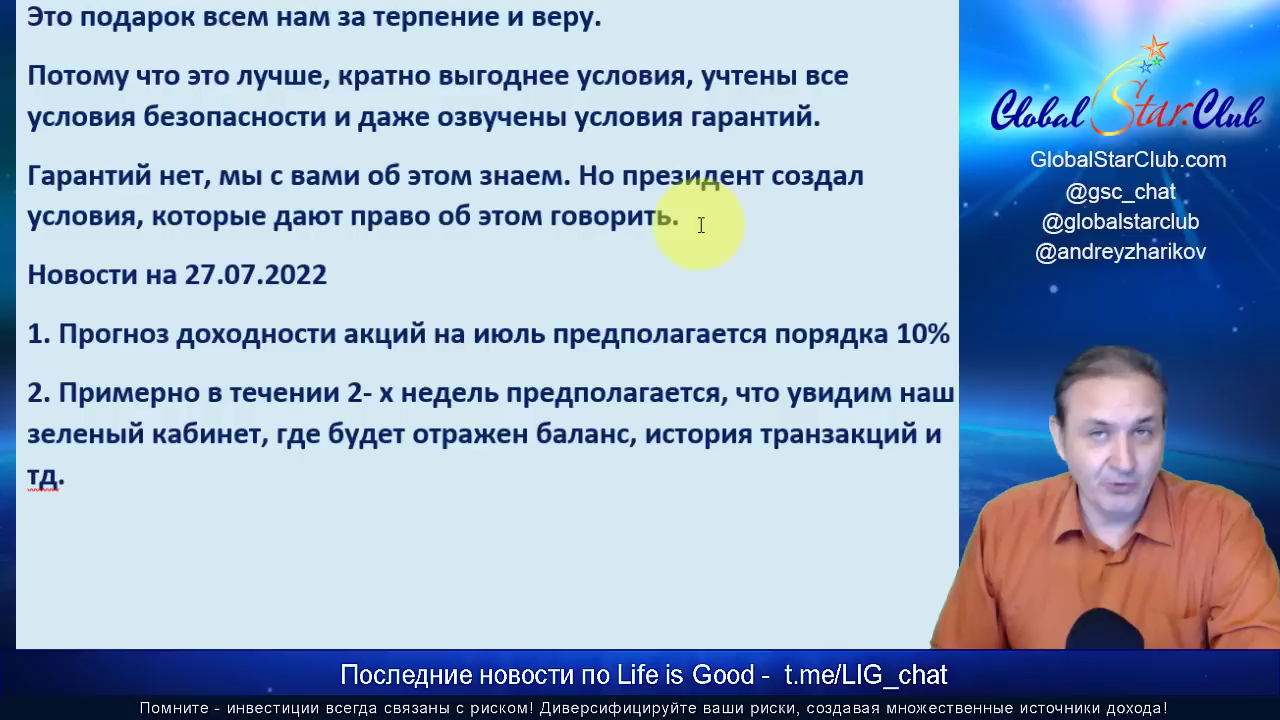 Это подарок всем нам за терпение и веру.
Потому что это лучше, кратно выгоднее условия, учтены все
условия безопасности и даже озвучены условия гарантий.
Гарантий нет, мы с вами об этом знаем. Но президент создал
условия, которые дают право об этом говорить.
Новости на 27.07.2022
1. Прогноз доходности акций на июль предполагается порядка 10%
2. Примерно в течении 2- х недель предполагается, что увидим наш
зеленый кабинет, где будет отражен баланс, история транзакций и
тд.
Global Star.Club
GlobalStarClub.com
@gsc_chat
@globalstarclub
@andreyzharikov
Последние новости по Life is Good - t.me/LIG_chat
Помните - инвестиции всегда связаны с риском! Диверсифицируйте ваши риски, создавая множественные источники дохода!